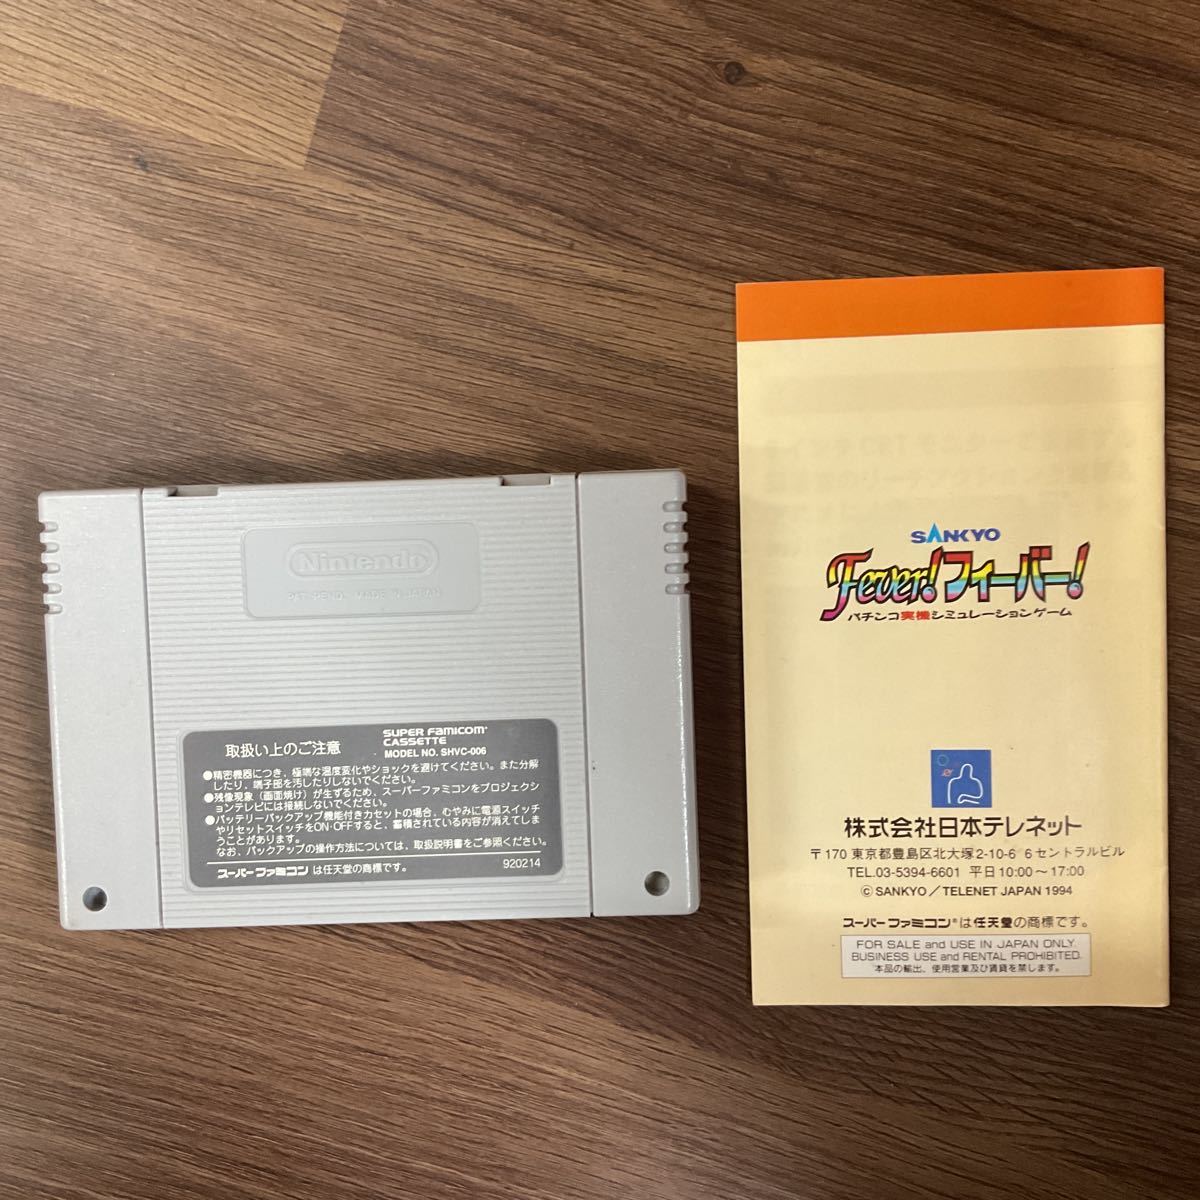 Nintendo
PAT. PEND. MADE IN JAPAN
取扱い上のご注意
SUPER FAMICOM
CASSETTE
MODEL NO. SHVC-006
●精密機器につき、極端な温度変化やショックを避けてください。また分解
したり、端子部を汚したりしないでください。
●残像現象（画面焼け）が生ずるため、スーパーファミコンをプロジェクシ
ョンテレビには接続しないでください。
●バッテリーバックアップ機能付きカセットの場合、むやみに電源スイッチ
やリセットスイッチをON・OFFすると、蓄積されている内容が消えてしま
うことがあります。
なお、バックアップの操作方法については、取扱説明書をご参照ください。
スーパーファミコンは任天堂の商標です。
920214
SANKYO
Fever!フィーバー!
パチンコ実機シミュレーションゲーム
株式会社日本テレネット
〒170 東京都豊島区北大塚2-10-6 6セントラルビル
TEL.03-5394-6601 平日10:00〜17:00
© SANKYO／TELENET JAPAN 1994
スーパーファミコン®は任天堂の商標です。
FOR SALE and USE IN JAPAN ONLY.
BUSINESS USE and RENTAL PROHIBITED.
本品の輸出、使用営業及び賃貸を禁じます。